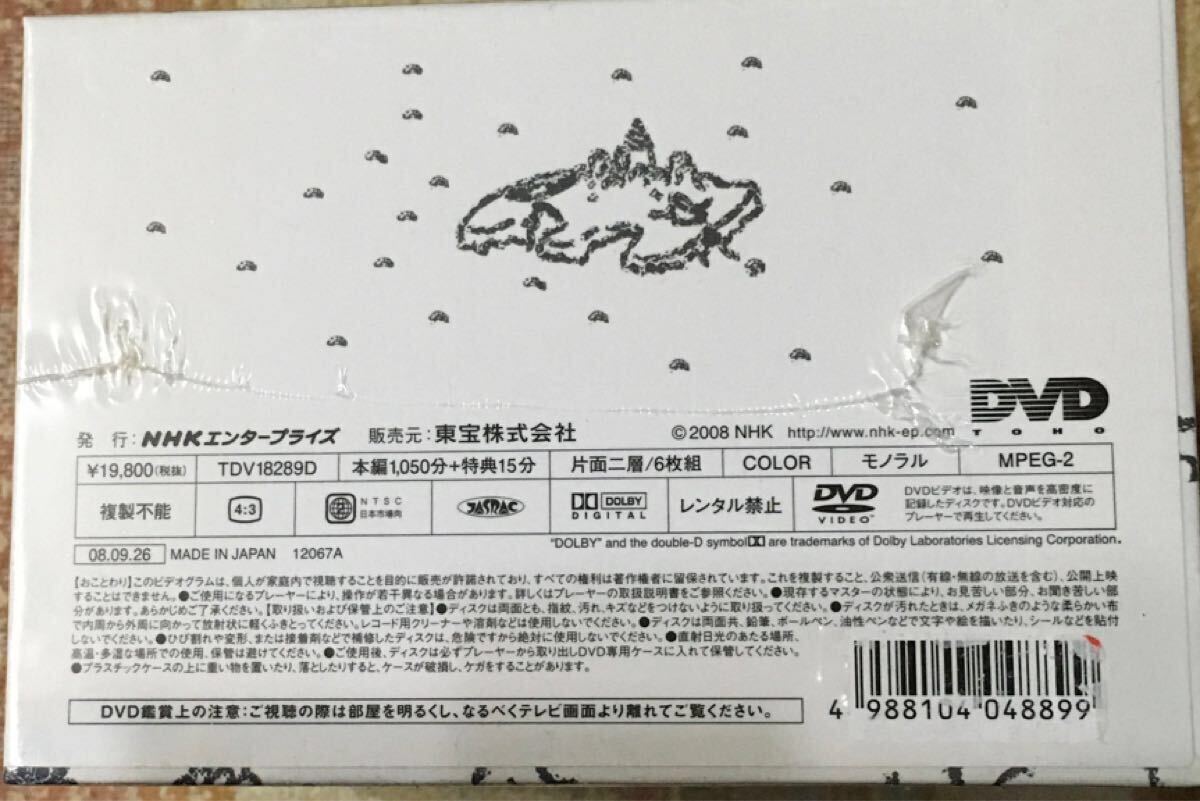 DVD
TOHO
発 行：NHKエンタープライズ 販売元：東宝株式会社 ©2008 NHK http://www.nhk-ep.com
¥19,800(税抜) TDV18289D 本編1,050分+特典15分 片面二層/6枚組 COLOR モノラル MPEG-2
複製不能 4:3 NTSC 日本市場向 JASRAC DOLBY DIGITAL レンタル禁止 DVD VIDEO™ DVDビデオは、映像と音声を高密度に
記録したディスクです。DVDビデオ対応の
プレーヤーで再生してください。
08.09.26 MADE IN JAPAN 12067A "DOLBY" and the double-D symbol are trademarks of Dolby Laboratories Licensing Corporation.
【おことわり】このビデオグラムは、個人が家庭内で視聴することを目的に販売が許諾されており、すべての権利は著作権者に留保されています。これを複製すること、公衆送信(有線・無線の放送を含む)、公開上映
することはできません。●ご使用になるプレーヤーにより、操作が若干異なる場合があります。詳しくはプレーヤーの取扱説明書をご参照ください。●現存するマスターの状態により、お見苦しい部分、お聞き苦しい部
分があります。あらかじめご了承ください。【取り扱いおよび保管上のご注意】●ディスクは両面とも、指紋、汚れ、キズなどをつけないように取り扱ってください。●ディスクが汚れたときは、メガネふきのような柔らかい布
で内周から外周に向かって放射状に軽くふきとってください。レコード用クリーナーや溶剤などは使用しないでください。●ディスクは両面共、鉛筆、ボールペン、油性ペンなどで文字や絵を描いたり、シールなどを貼付
しないでください。●ひび割れや変形、または接着剤などで補修したディスクは、危険ですから絶対に使用しないでください。●直射日光のあたる場所、
高温・多湿な場所での使用、保管は避けてください。●ご使用後、ディスクは必ずプレーヤーから取り出しDVD専用ケースに入れて保管してください。
●プラスチックケースの上に重い物を置いたり、落としたりすると、ケースが破損し、ケガをすることがあります。
DVD鑑賞上の注意：ご視聴の際は部屋を明るくし、なるべくテレビ画面より離れてご覧ください。
4 988104 048899